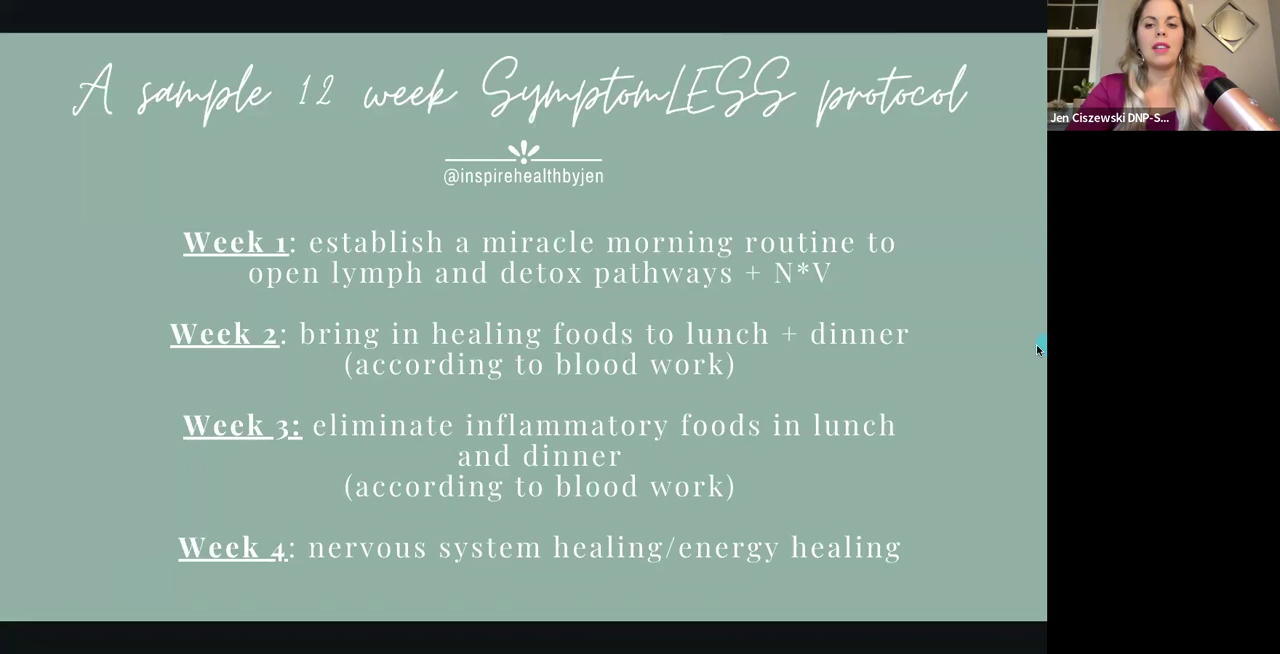 A sample 12 week SymptomLESS protocol
@inspirehealthbyjen
Week 1: establish a miracle morning routine to
open lymph and detox pathways + N*V
Week 2: bring in healing foods to lunch + dinner
(according to blood work)
Week 3: eliminate inflammatory foods in lunch
and dinner
(according to blood work)
Week 4: nervous system healing/energy healing
Jen Ciszewski DNP-S...